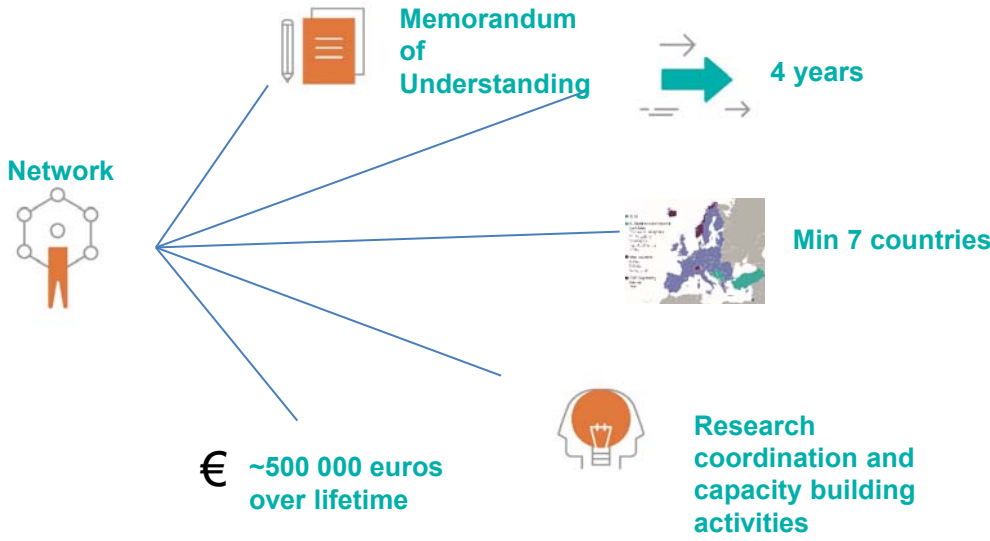 Memorandum
of
Understanding
4 years
Network
Min 7 countries
Research
coordination and
capacity building
activities
€ ~500 000 euros
over lifetime